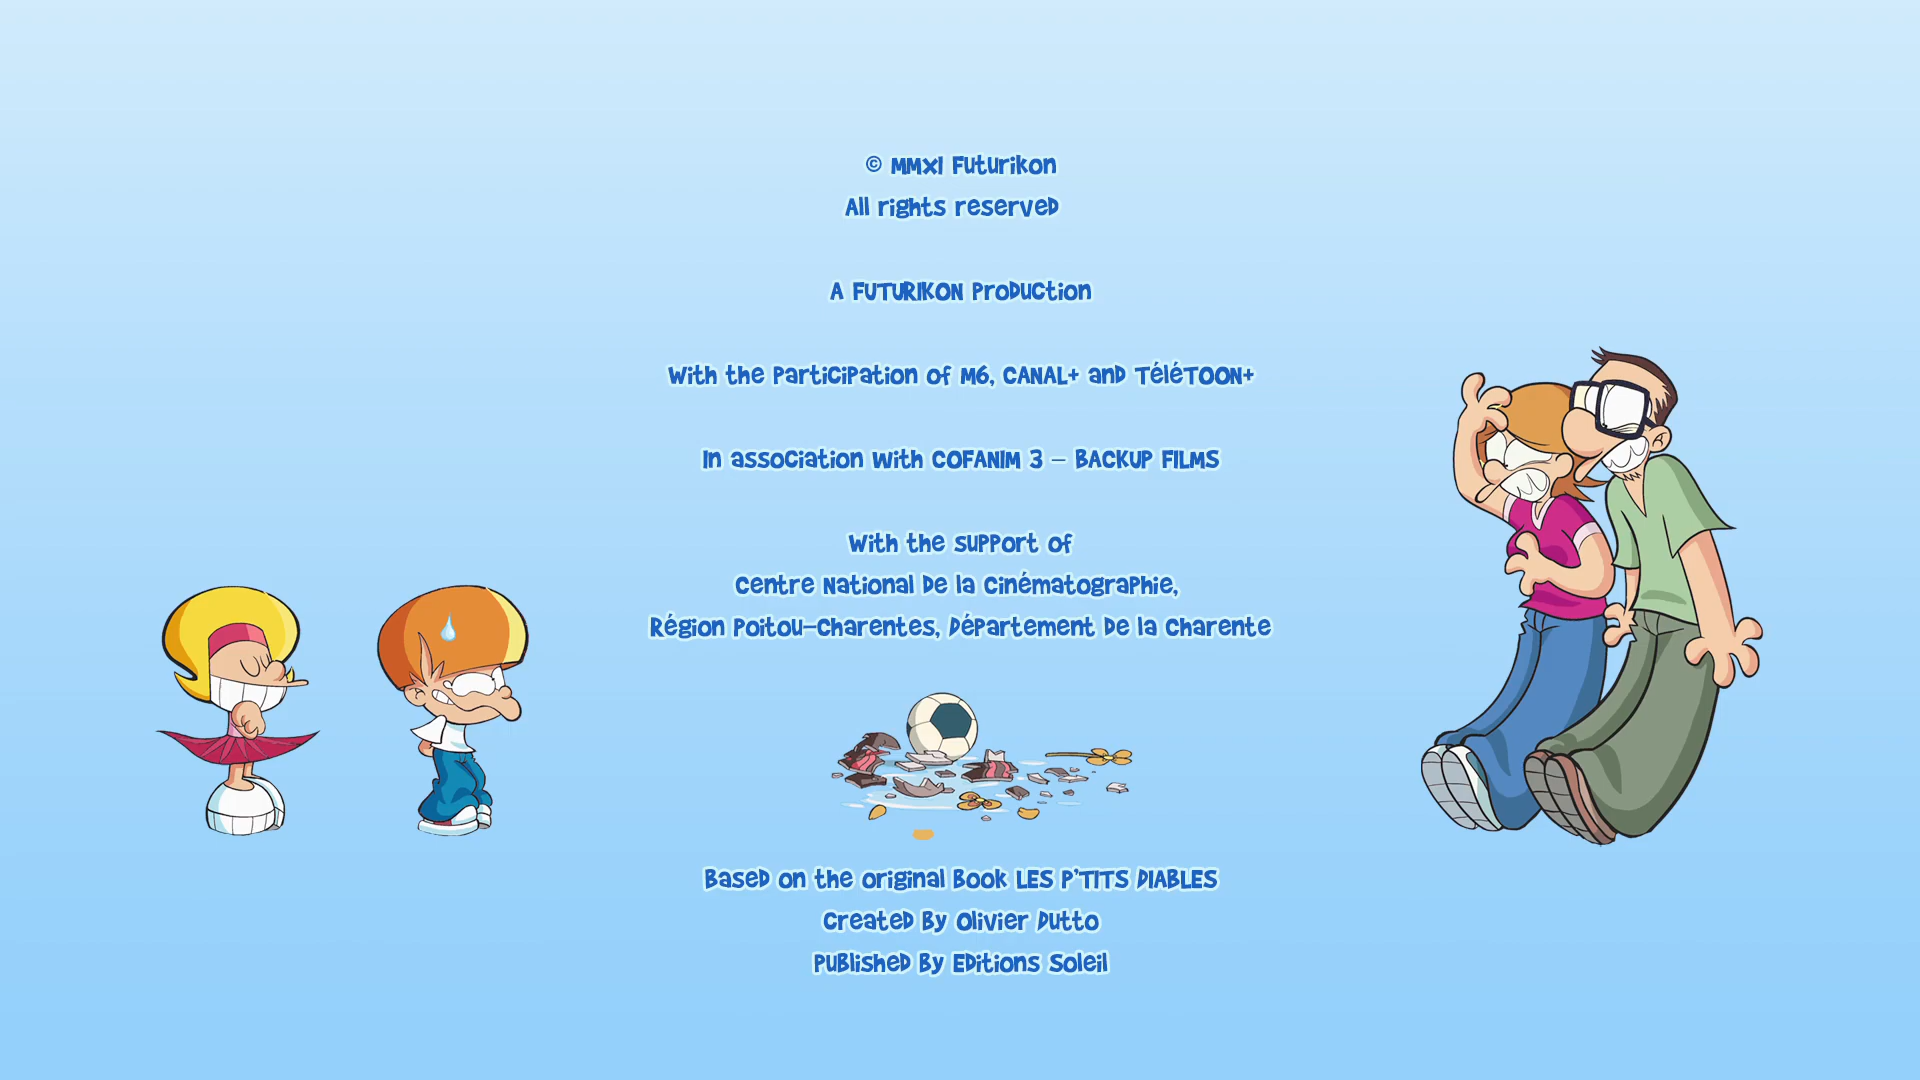 © MMXI Futurikon
All rights reserved
A FUTURIKON Production
With the participation of M6, CANAL+ and TéléTOON+
In association with COFANIM 3 – BACKUP FILMS
With the support of
Centre National de la Cinématographie,
Région Poitou-Charentes, Département de la Charente
Based on the original book LES P'TITS DIABLES
Created by Olivier Dutto
Published by Editions Soleil